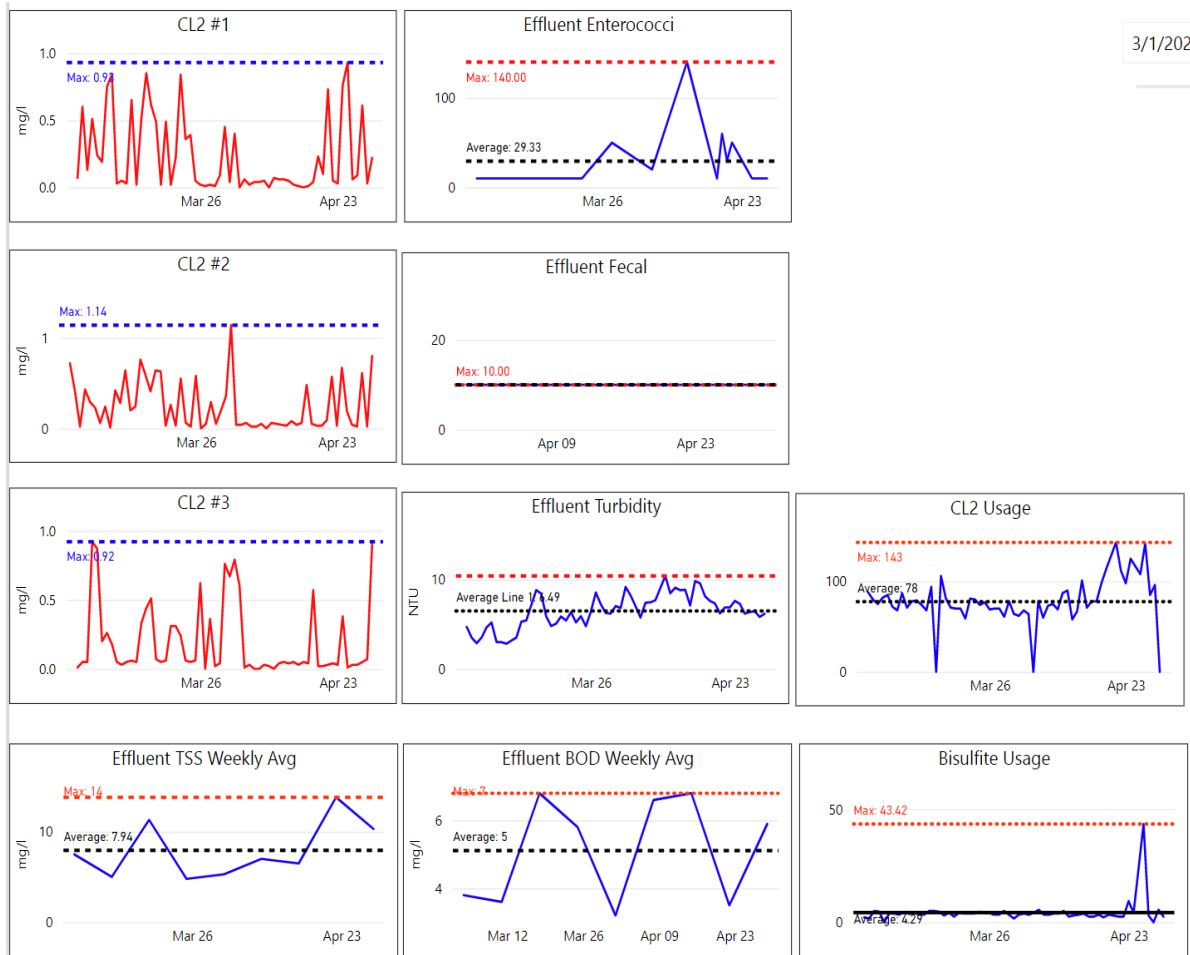 CL2 #1
1.0
Max: 0.93
mg/l
0.5
0.0
Mar 26
Apr 23
Effluent Enterococci
Max: 140.00
100
Average: 29.33
0
Mar 26
Apr 23
3/1/202
CL2 #2
Max: 1.14
1
mg/l
0
Mar 26
Apr 23
Effluent Fecal
20
Max: 10.00
0
Apr 09
Apr 23
CL2 #3
1.0
Max: 0.92
mg/l
0.5
0.0
Mar 26
Apr 23
Effluent Turbidity
10
NTU
Average Line 1: 6.49
0
Mar 26
Apr 23
CL2 Usage
Max: 143
100
Average: 78
0
Mar 26
Apr 23
Effluent TSS Weekly Avg
Max: 14
10
Average: 7.94
mg/l
0
Mar 26
Apr 23
Effluent BOD Weekly Avg
Max: 7
6
Average: 5
mg/l
4
Mar 12
Mar 26
Apr 09
Apr 23
Bisulfite Usage
50
Max: 43.42
0
Average: 4.29
Mar 26
Apr 23